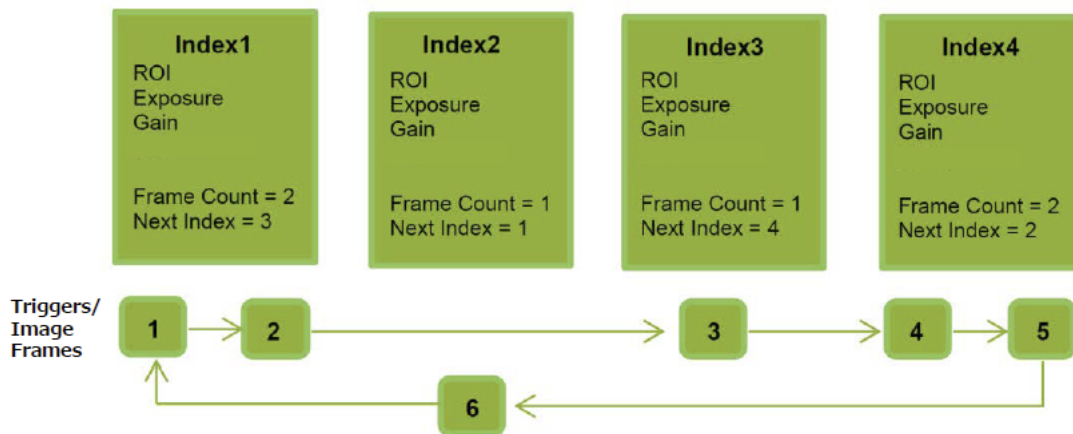 Index1
ROI
Exposure
Gain
Frame Count = 2
Next Index = 3
Index2
ROI
Exposure
Gain
Frame Count = 1
Next Index = 1
Index3
ROI
Exposure
Gain
Frame Count = 1
Next Index = 4
Index4
ROI
Exposure
Gain
Frame Count = 2
Next Index = 2
Triggers/
Image
Frames
1
2
3
4
5
6